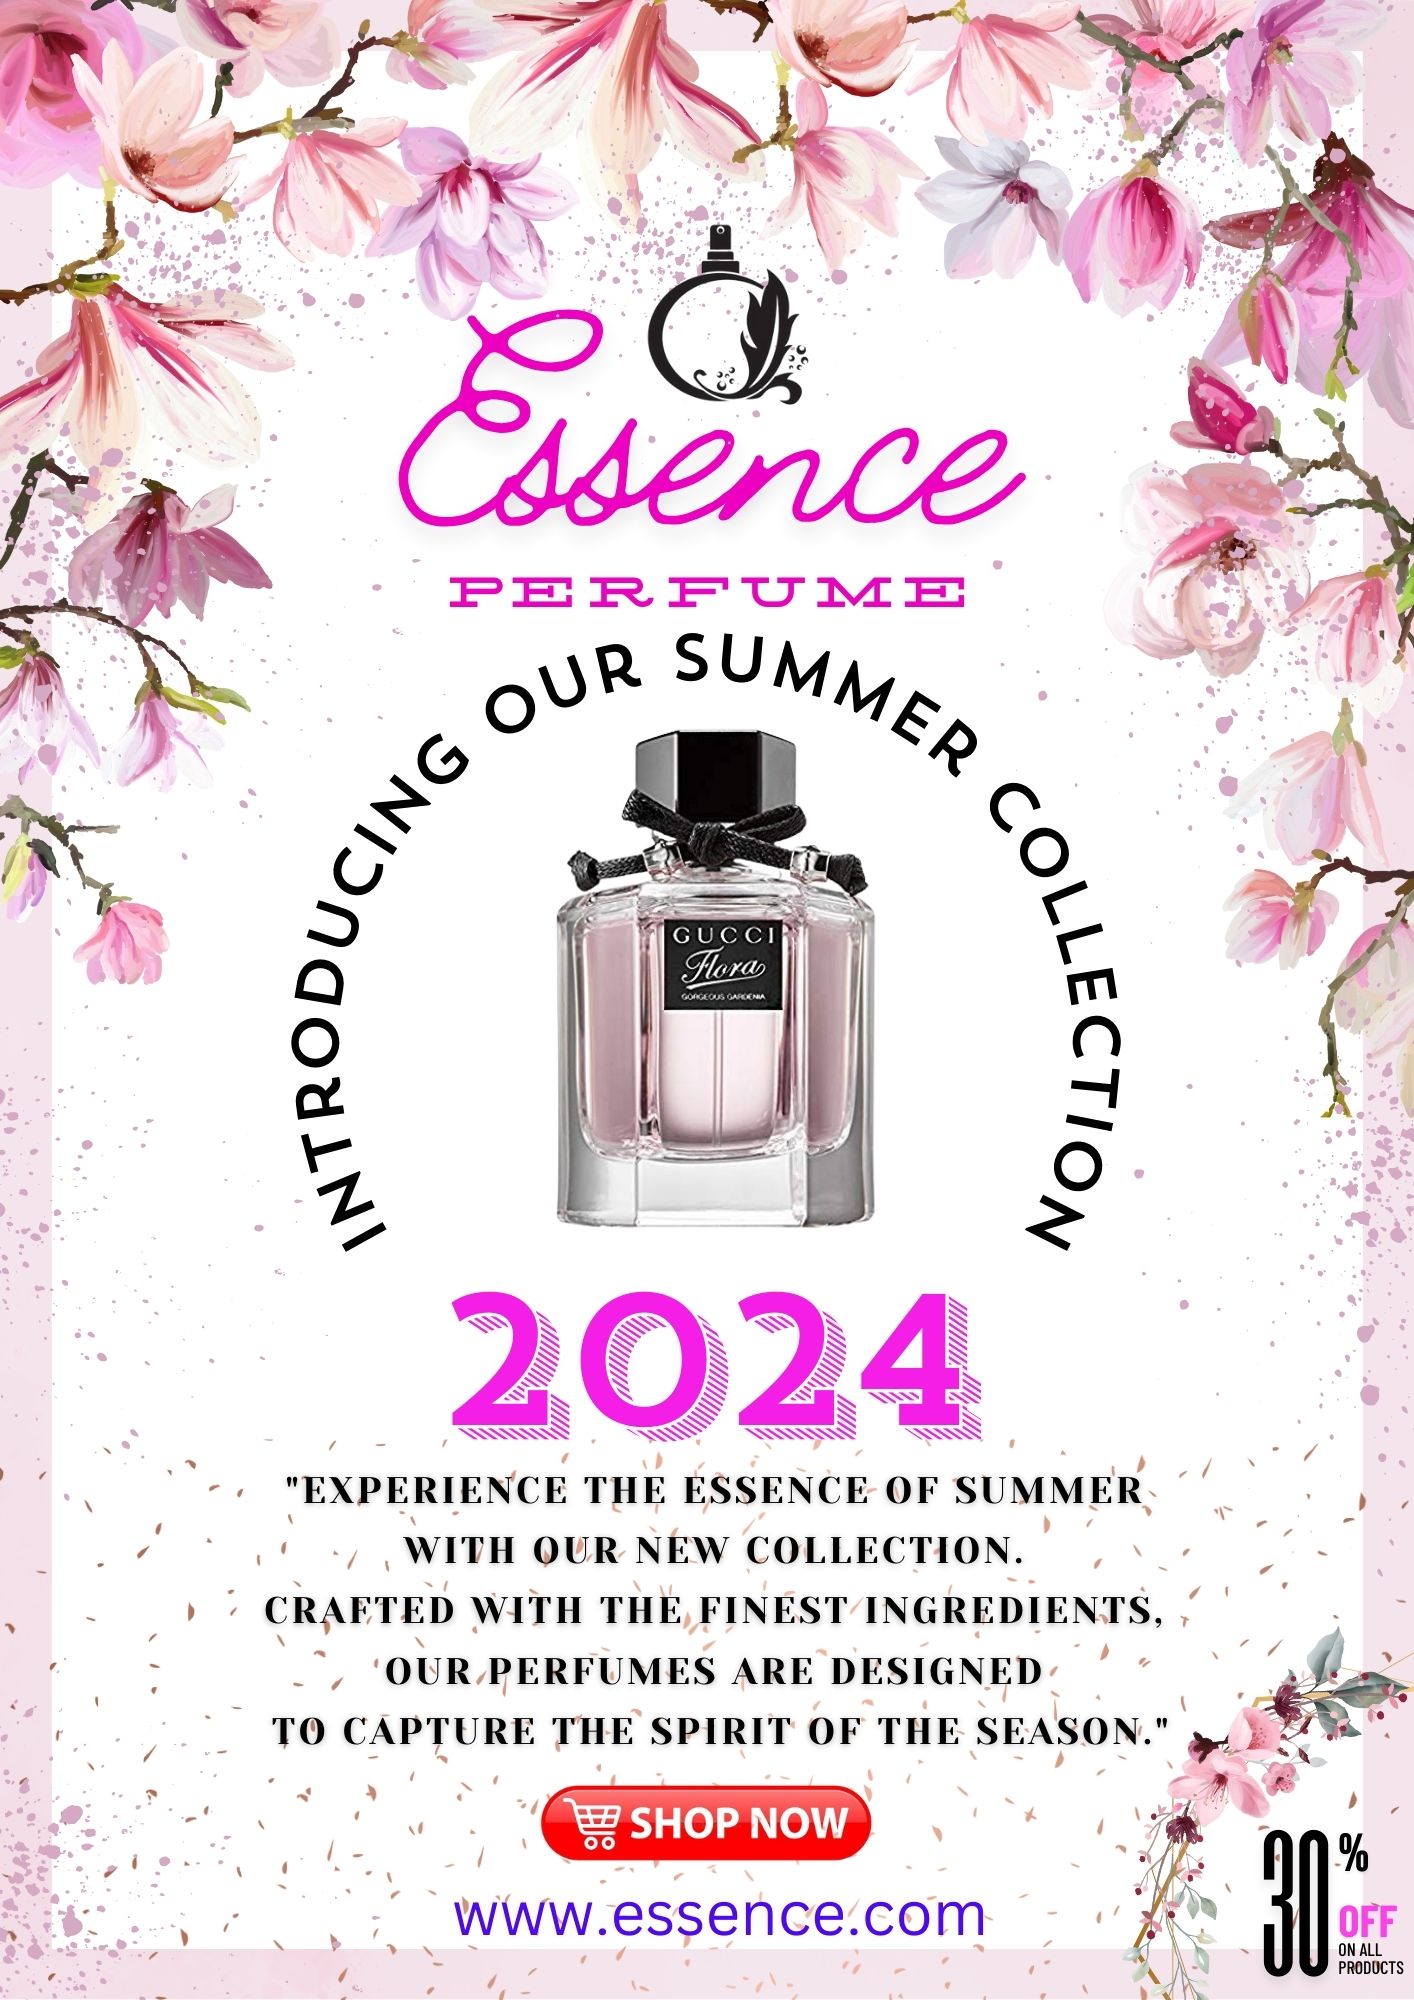 Essence
PERFUME
INTRODUCING OUR SUMMER COLLECTION
GUCCI
Flora
GORGEOUS GARDENIA
2024
"EXPERIENCE THE ESSENCE OF SUMMER
WITH OUR NEW COLLECTION.
CRAFTED WITH THE FINEST INGREDIENTS,
OUR PERFUMES ARE DESIGNED
TO CAPTURE THE SPIRIT OF THE SEASON."
SHOP NOW
www.essence.com
30%
OFF
ON ALL
PRODUCTS